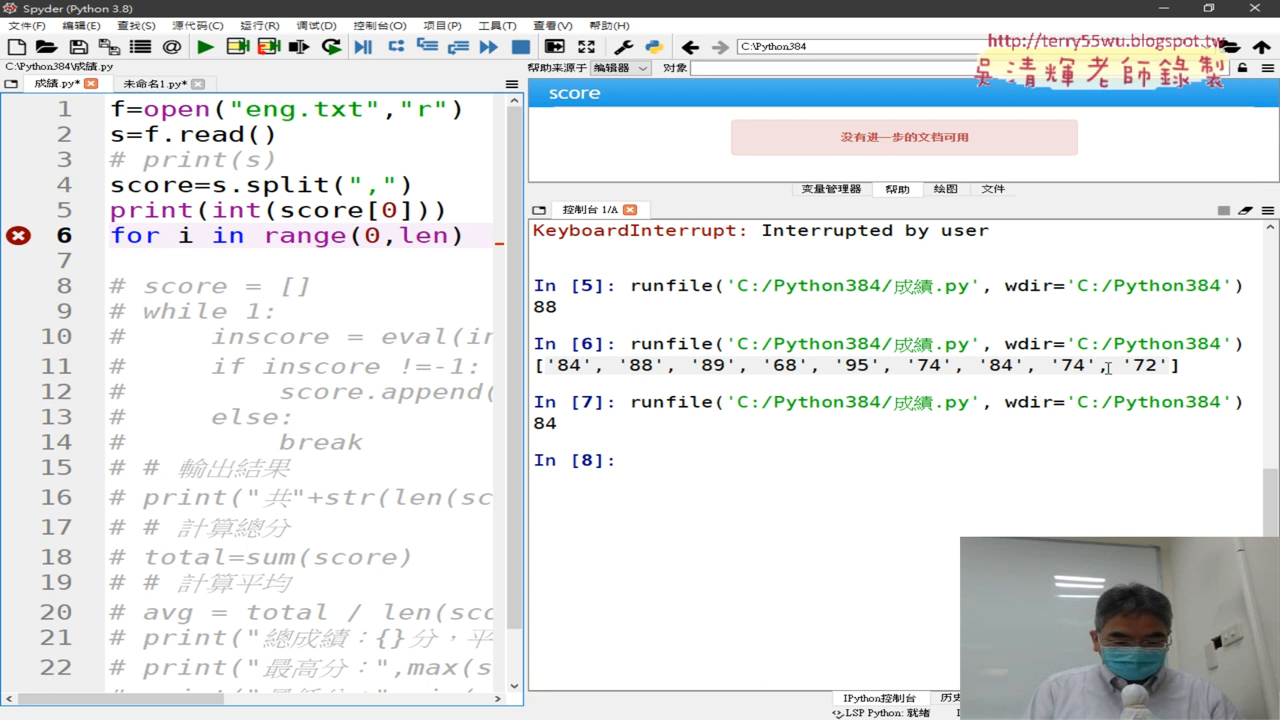 Spyder (Python 3.8)
文件(F) 编辑(E) 查找(S) 源代码(C) 运行(R) 调试(D) 控制台(O) 项目(P) 工具(T) 查看(V) 帮助(H)
C:\Python384
http://terry55wu.blogspot.tw
吳清輝老師錄製
C:\Python384\成績.py
成績.py* 未命名1.py*
帮助来源于 编辑器 对象
score
没有进一步的文档可用
变量管理器 帮助 绘图 文件
控制台 1/A
1 f=open("eng.txt","r")
2 s=f.read()
3 # print(s)
4 score=s.split(",")
5 print(int(score[0]))
6 for i in range(0,len)
7
8 # score = []
9 # while 1:
10 # inscore = eval(in
11 # if inscore !=-1:
12 # score.append(
13 # else:
14 # break
15 # # 輸出結果
16 # print("共"+str(len(sc
17 # # 計算總分
18 # total=sum(score)
19 # # 計算平均
20 # avg = total / len(sco
21 # print("總成績：{}分，平
22 # print("最高分：",max(s
KeyboardInterrupt: Interrupted by user
In [5]: runfile('C:/Python384/成績.py', wdir='C:/Python384')
88
In [6]: runfile('C:/Python384/成績.py', wdir='C:/Python384')
['84', '88', '89', '68', '95', '74', '84', '74', '72']
In [7]: runfile('C:/Python384/成績.py', wdir='C:/Python384')
84
In [8]:
IPython控制台 历史
LSP Python: 就绪